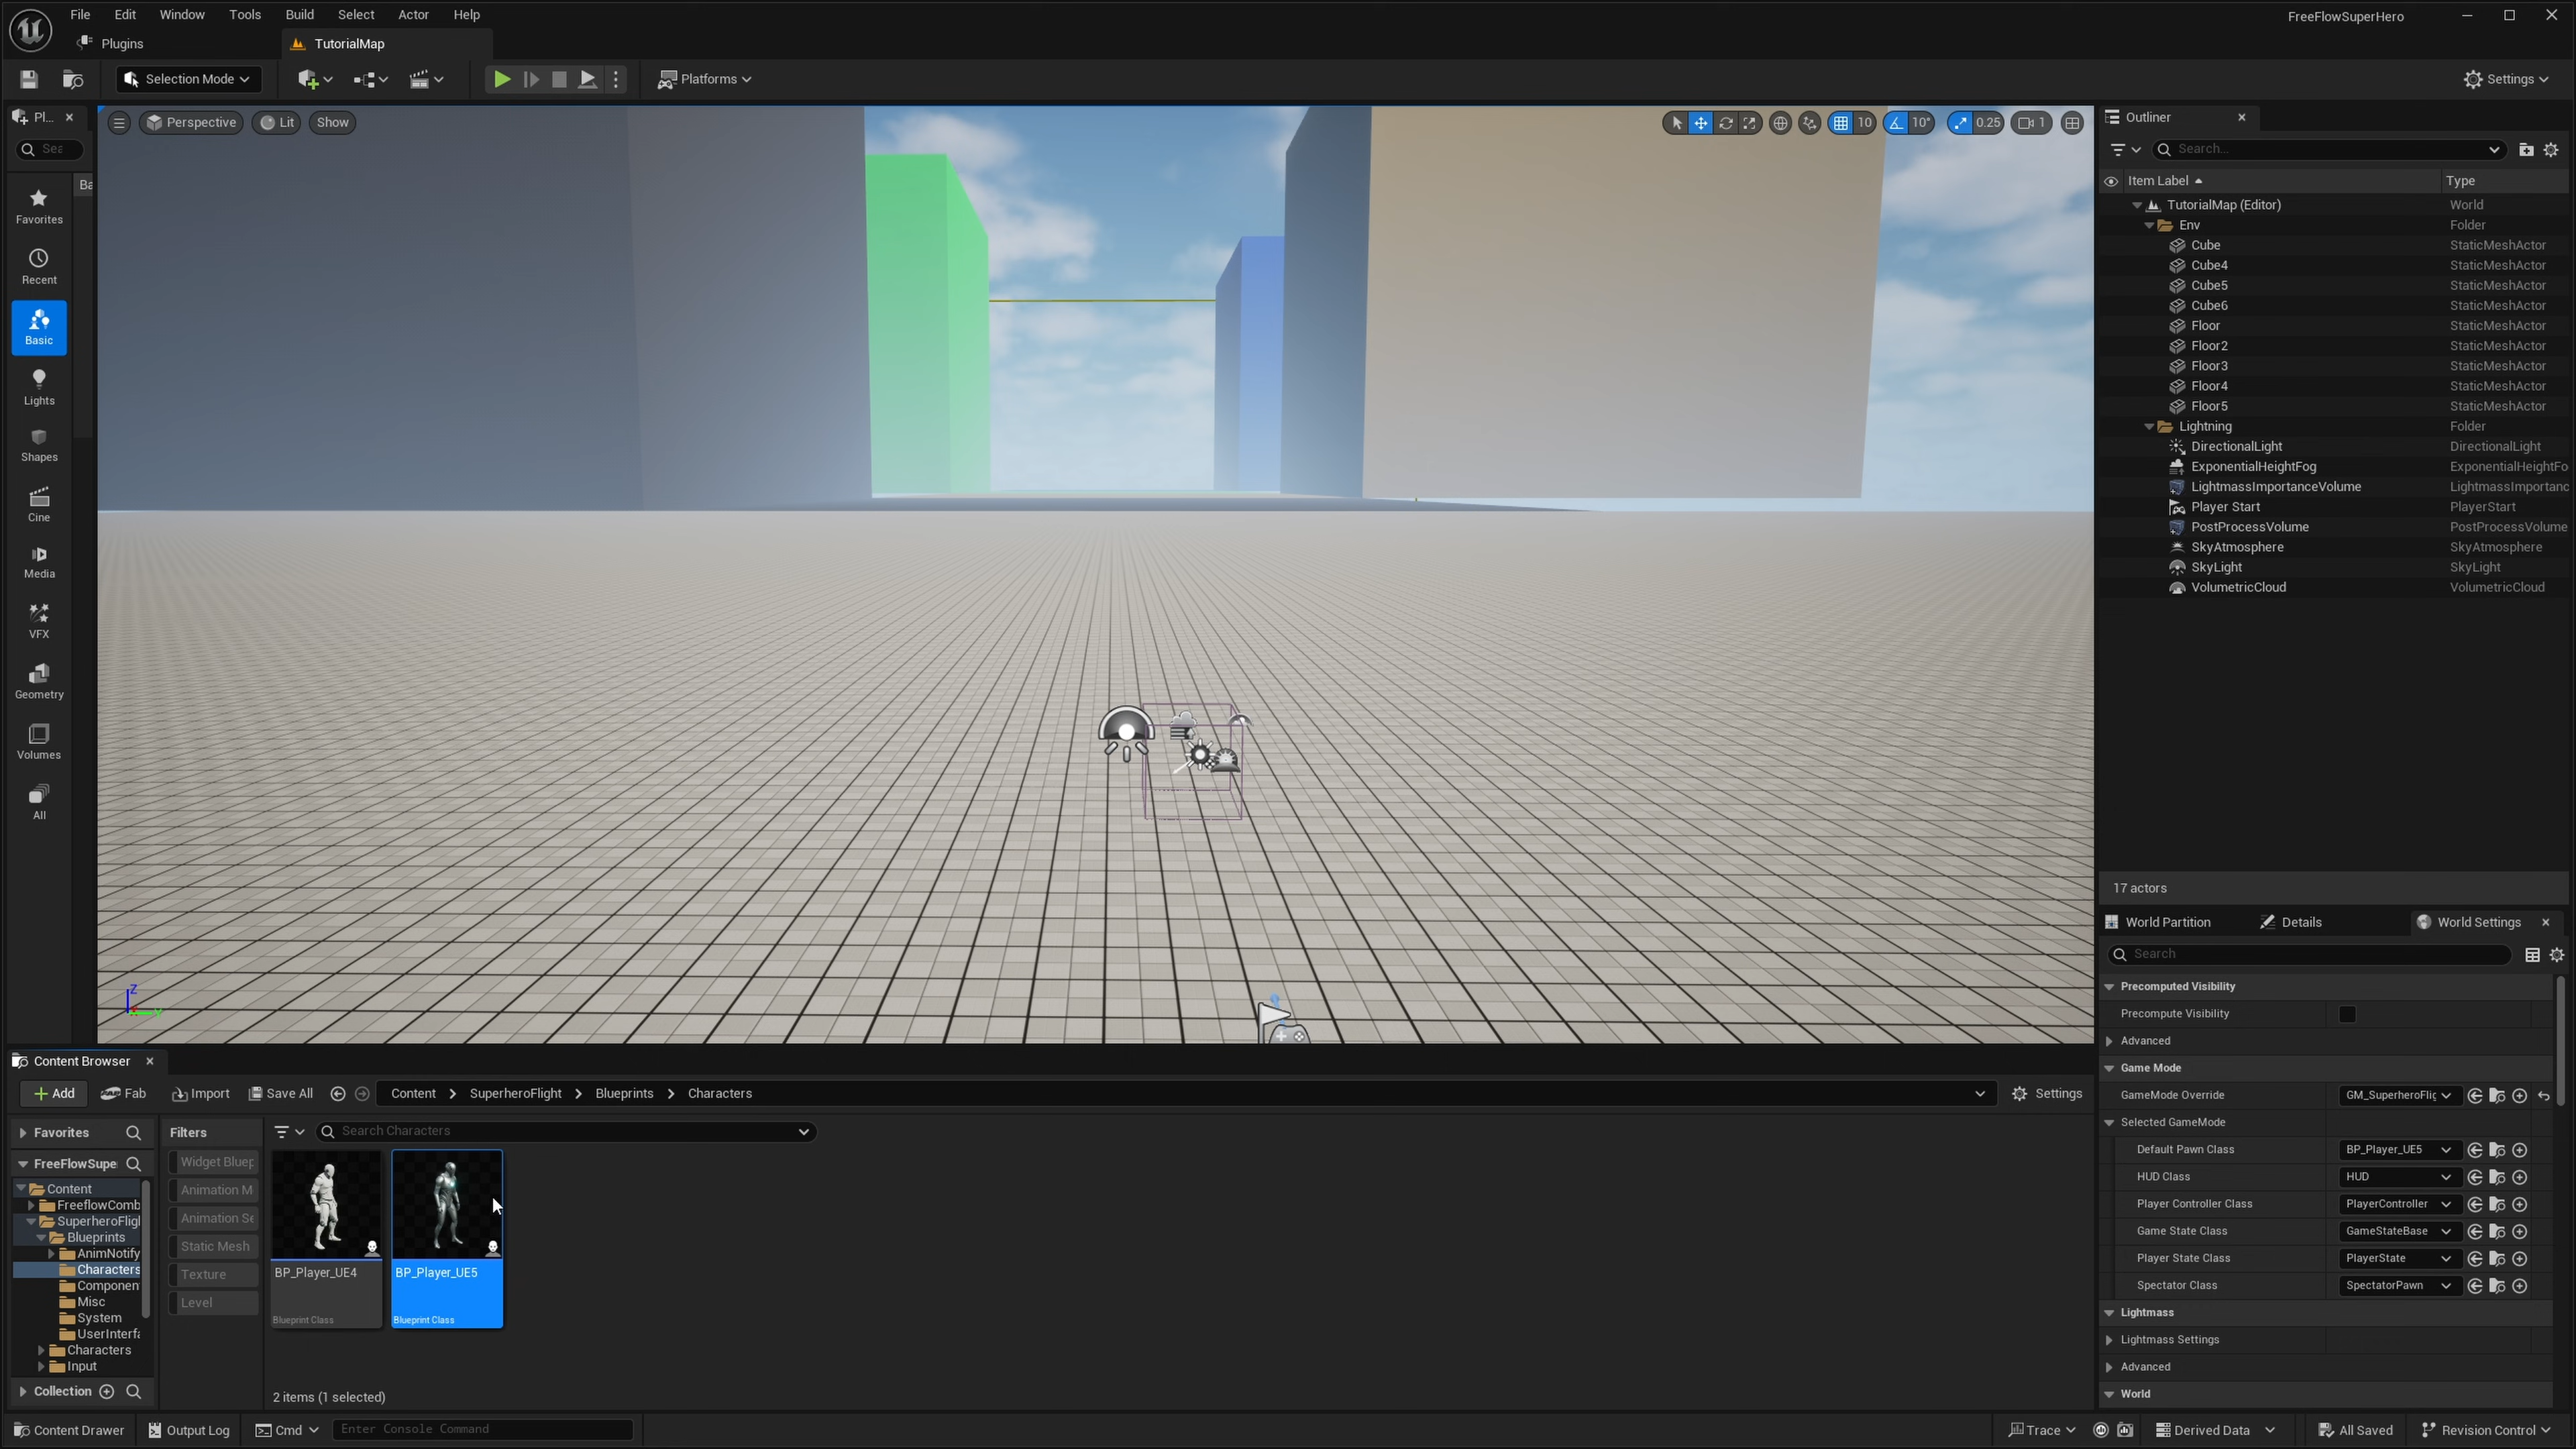 File Edit Window Tools Build Select Actor Help
FreeFlowSuperHero
Plugins
TutorialMap
Selection Mode
Platforms
Settings
Pl...
Sea
Ba
Favorites
Recent
Basic
Lights
Shapes
Cine
Media
VFX
Geometry
Volumes
All
Perspective Lit Show
10 10° 0.25 1
Z
Y
Outliner
Search...
Item Label Type
TutorialMap (Editor) World
Env Folder
Cube StaticMeshActor
Cube4 StaticMeshActor
Cube5 StaticMeshActor
Cube6 StaticMeshActor
Floor StaticMeshActor
Floor2 StaticMeshActor
Floor3 StaticMeshActor
Floor4 StaticMeshActor
Floor5 StaticMeshActor
Lightning Folder
DirectionalLight DirectionalLight
ExponentialHeightFog ExponentialHeightFo
LightmassImportanceVolume LightmassImportanc
Player Start PlayerStart
PostProcessVolume PostProcessVolume
SkyAtmosphere SkyAtmosphere
SkyLight SkyLight
VolumetricCloud VolumetricCloud
17 actors
World Partition Details World Settings
Search
Precomputed Visibility
Precompute Visibility
Advanced
Game Mode
GameMode Override GM_SuperheroFlig
Selected GameMode
Default Pawn Class BP_Player_UE5
HUD Class HUD
Player Controller Class PlayerController
Game State Class GameStateBase
Player State Class PlayerState
Spectator Class SpectatorPawn
Lightmass
Lightmass Settings
Advanced
World
Content Browser
Add Fab Import Save All Content SuperheroFlight Blueprints Characters Settings
Favorites
FreeFlowSupe
Content
FreeflowComb
SuperheroFligl
Blueprints
AnimNotify
Characters
Componen
Misc
System
UserInterfa
Characters
Input
Collection
Filters
Widget Bluep
Animation M
Animation Se
Static Mesh
Texture
Level
Search Characters
BP_Player_UE4
Blueprint Class
BP_Player_UE5
Blueprint Class
2 items (1 selected)
Content Drawer Output Log Cmd Enter Console Command Trace Derived Data All Saved Revision Control